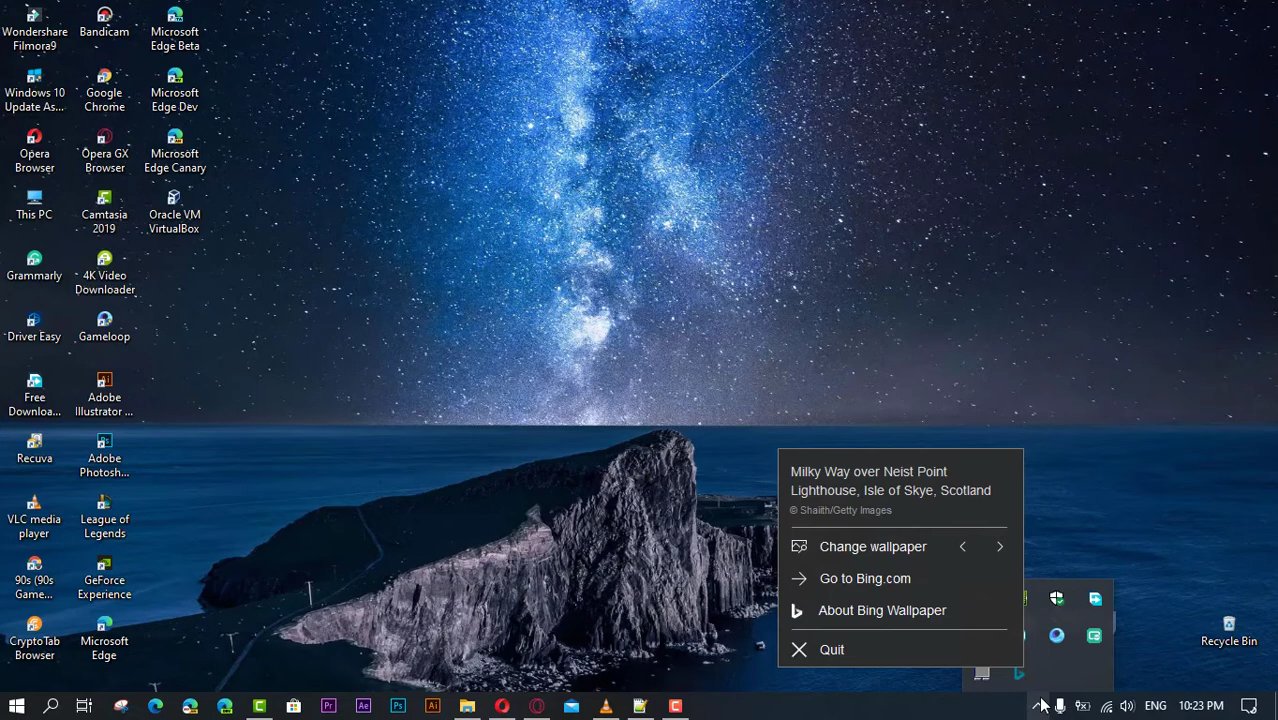 Wondershare
Filmora9
Bandicam
Microsoft
Edge Beta
Windows 10
Update As...
Google
Chrome
Microsoft
Edge Dev
Opera
Browser
Opera GX
Browser
Microsoft
Edge Canary
This PC
Camtasia
2019
Oracle VM
VirtualBox
Grammarly
4K Video
Downloader
Driver Easy
Gameloop
Free
Downloa...
Adobe
Illustrator ...
Recuva
Adobe
Photosh...
VLC media
player
League of
Legends
90s (90s
Game...
GeForce
Experience
CryptoTab
Browser
Microsoft
Edge
Milky Way over Neist Point
Lighthouse, Isle of Skye, Scotland
© Shaiith/Getty Images
Change wallpaper
Go to Bing.com
About Bing Wallpaper
Quit
Recycle Bin
Pr
Ae
Ps
Ai
ENG
10:23 PM